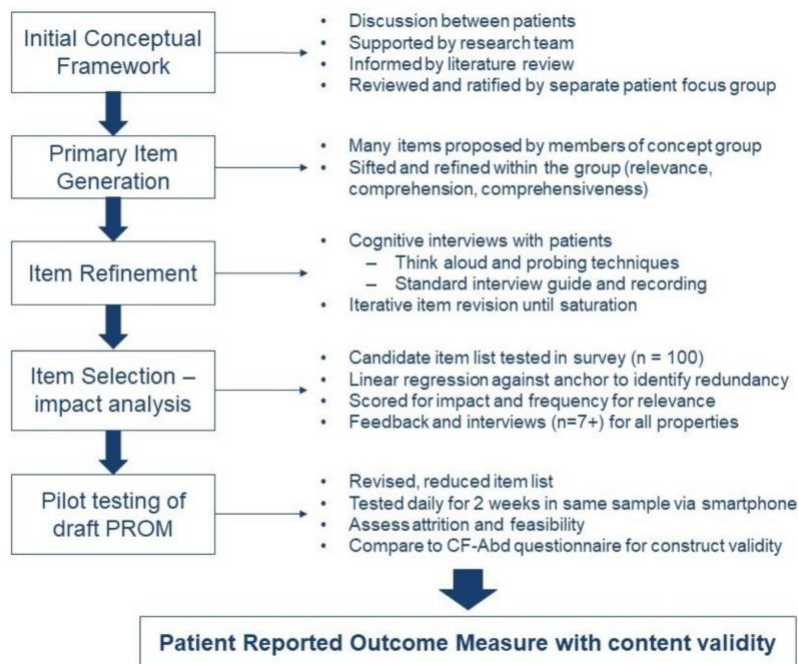 Initial Conceptual
Framework
• Discussion between patients
• Supported by research team
• Informed by literature review
• Reviewed and ratified by separate patient focus group
Primary Item
Generation
• Many items proposed by members of concept group
• Sifted and refined within the group (relevance,
comprehension, comprehensiveness)
Item Refinement
• Cognitive interviews with patients
– Think aloud and probing techniques
– Standard interview guide and recording
• Iterative item revision until saturation
Item Selection –
impact analysis
• Candidate item list tested in survey (n = 100)
• Linear regression against anchor to identify redundancy
• Scored for impact and frequency for relevance
• Feedback and interviews (n=7+) for all properties
Pilot testing of
draft PROM
• Revised, reduced item list
• Tested daily for 2 weeks in same sample via smartphone
• Assess attrition and feasibility
• Compare to CF-Abd questionnaire for construct validity
Patient Reported Outcome Measure with content validity